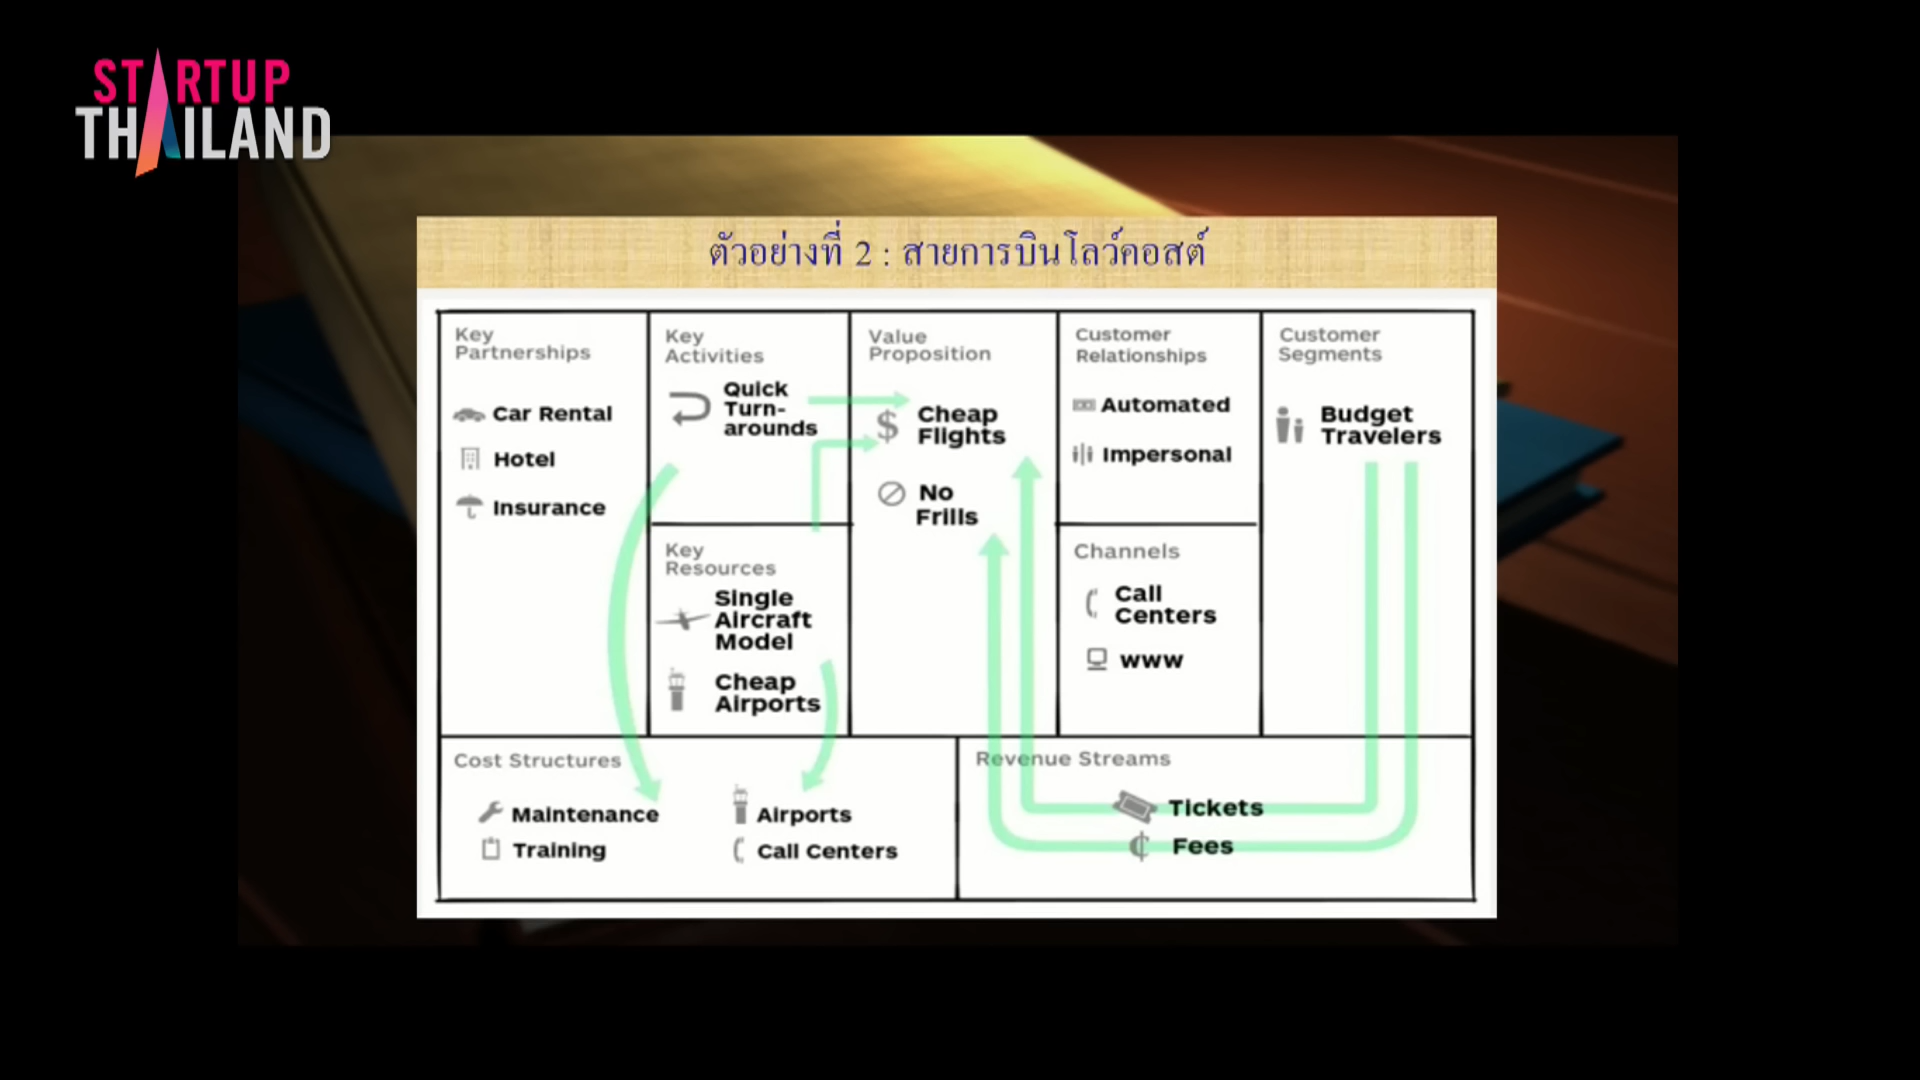 STARTUP
THAILAND
ตัวอย่างที่ 2 : สายการบินโลว์คอสต์
Key
Partnerships
Car Rental
Hotel
Insurance
Key
Activities
Quick
Turn-
arounds
Key
Resources
Single
Aircraft
Model
Cheap
Airports
Value
Proposition
$ Cheap
Flights
No
Frills
Customer
Relationships
Automated
Impersonal
Channels
Call
Centers
www
Customer
Segments
Budget
Travelers
Cost Structures
Maintenance
Training
Airports
Call Centers
Revenue Streams
Tickets
¢ Fees